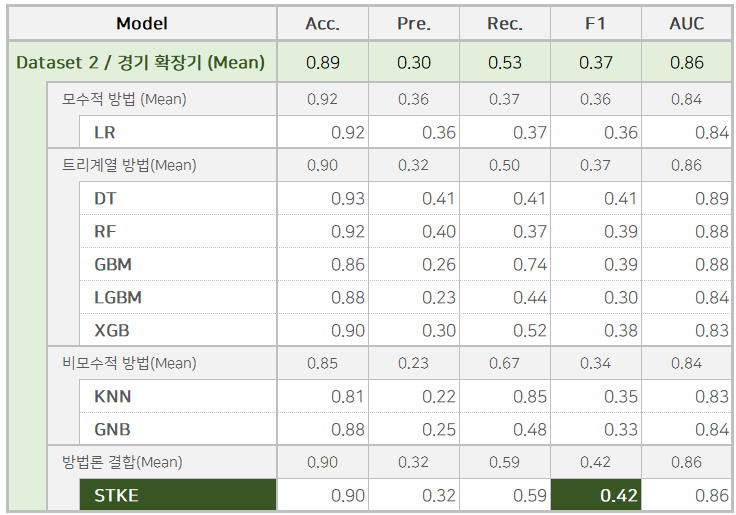 Model Acc. Pre. Rec. F1 AUC
Dataset 2 / 경기 확장기 (Mean) 0.89 0.30 0.53 0.37 0.86
모수적 방법 (Mean) 0.92 0.36 0.37 0.36 0.84
LR 0.92 0.36 0.37 0.36 0.84
트리계열 방법(Mean) 0.90 0.32 0.50 0.37 0.86
DT 0.93 0.41 0.41 0.41 0.89
RF 0.92 0.40 0.37 0.39 0.88
GBM 0.86 0.26 0.74 0.39 0.88
LGBM 0.88 0.23 0.44 0.30 0.84
XGB 0.90 0.30 0.52 0.38 0.83
비모수적 방법(Mean) 0.85 0.23 0.67 0.34 0.84
KNN 0.81 0.22 0.85 0.35 0.83
GNB 0.88 0.25 0.48 0.33 0.84
방법론 결합(Mean) 0.90 0.32 0.59 0.42 0.86
STKE 0.90 0.32 0.59 0.42 0.86